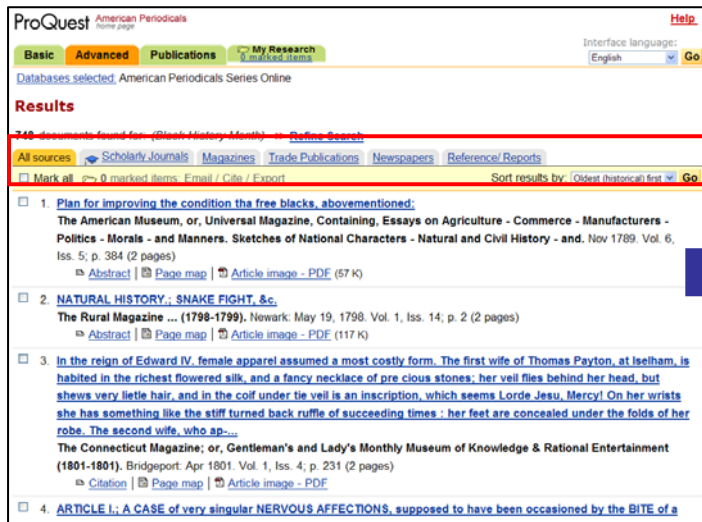 ProQuest American Periodicals
home page
Help
Basic Advanced Publications My Research
0 marked items
Interface language:
English Go
Databases selected: American Periodicals Series Online
Results
748 documents found for: (Black History Month) » Refine Search
All sources Scholarly Journals Magazines Trade Publications Newspapers Reference/ Reports
Mark all 0 marked items: Email / Cite / Export Sort results by: Oldest (historical) first Go
1. Plan for improving the condition tha free blacks, abovementioned:
The American Museum, or, Universal Magazine, Containing, Essays on Agriculture - Commerce - Manufacturers -
Politics - Morals - and Manners. Sketches of National Characters - Natural and Civil History - and. Nov 1789. Vol. 6,
Iss. 5; p. 384 (2 pages)
Abstract | Page map | Article image - PDF (57 K)
2. NATURAL HISTORY.; SNAKE FIGHT, &c.
The Rural Magazine ... (1798-1799). Newark: May 19, 1798. Vol. 1, Iss. 14; p. 2 (2 pages)
Abstract | Page map | Article image - PDF (117 K)
3. In the reign of Edward IV. female apparel assumed a most costly form. The first wife of Thomas Payton, at Iselham, is
habited in the richest flowered silk, and a fancy necklace of pre cious stones; her veil flies behind her head, but
shews very lietle hair, and in the coif under tie veil is an inscription, which seems Lorde Jesu, Mercy! On her wrists
she has something like the stiff turned back ruffle of succeeding times : her feet are concealed under the folds of her
robe. The second wife, who ap-...
The Connecticut Magazine; or, Gentleman's and Lady's Monthly Museum of Knowledge & Rational Entertainment
(1801-1801). Bridgeport: Apr 1801. Vol. 1, Iss. 4; p. 231 (2 pages)
Citation | Page map | Article image - PDF
4. ARTICLE I.; A CASE of very singular NERVOUS AFFECTIONS, supposed to have been occasioned by the BITE of a